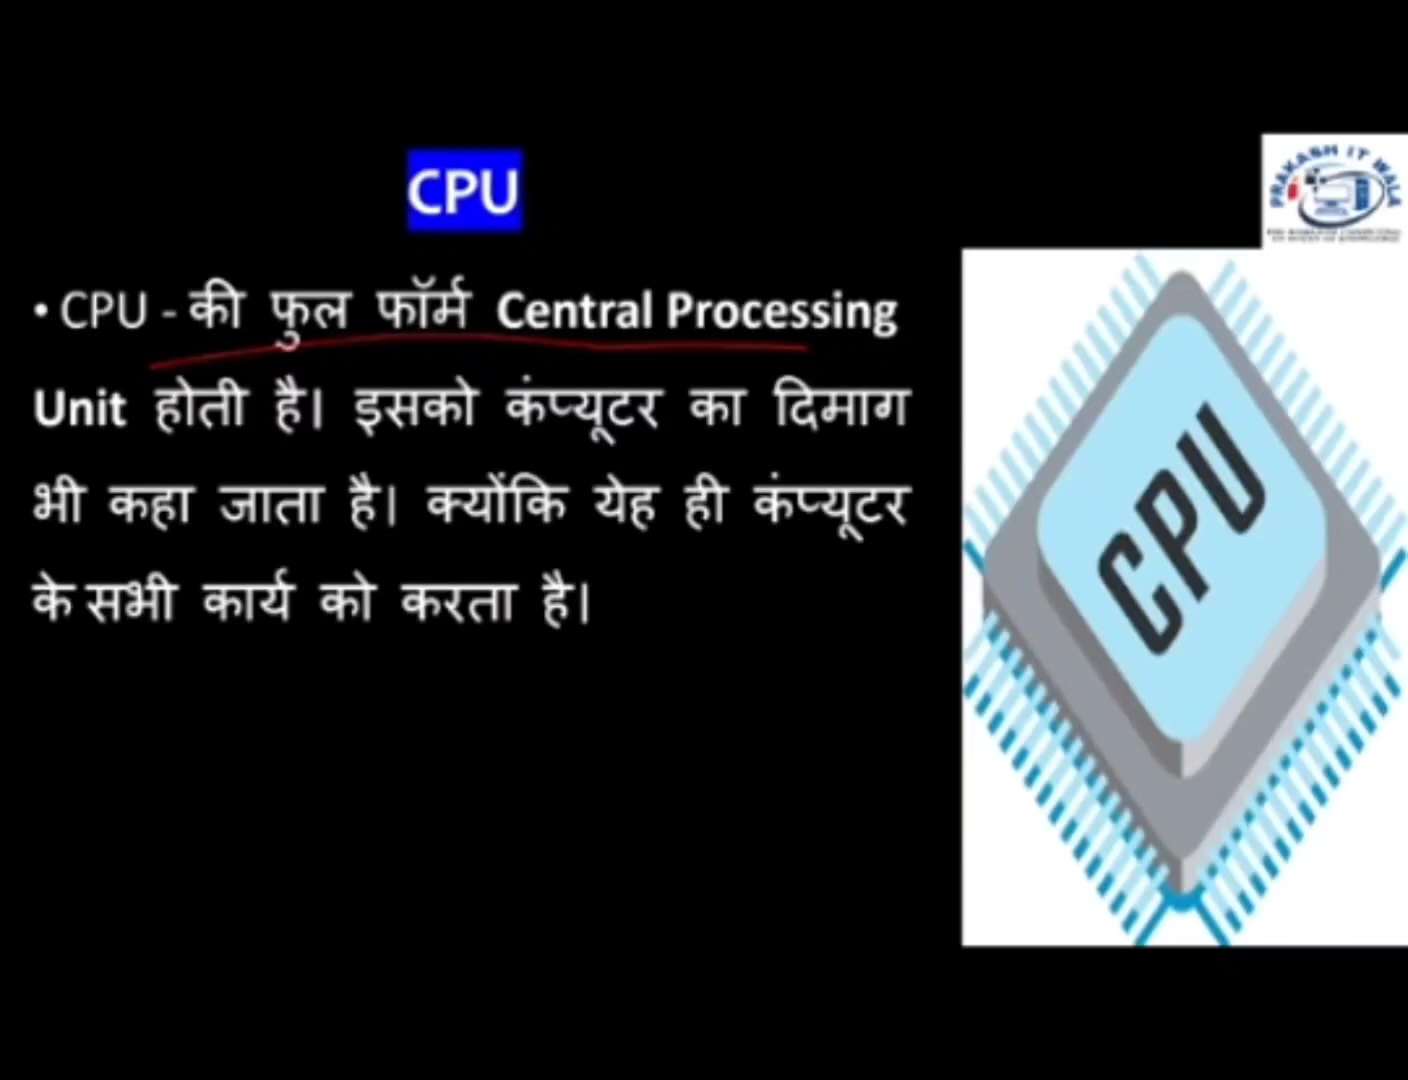 CPU
PRAKASH IT WALA
• CPU - की फुल फॉर्म Central Processing
Unit होती है। इसको कंप्यूटर का दिमाग
भी कहा जाता है। क्योंकि येह ही कंप्यूटर
के सभी कार्य को करता है।
CPU